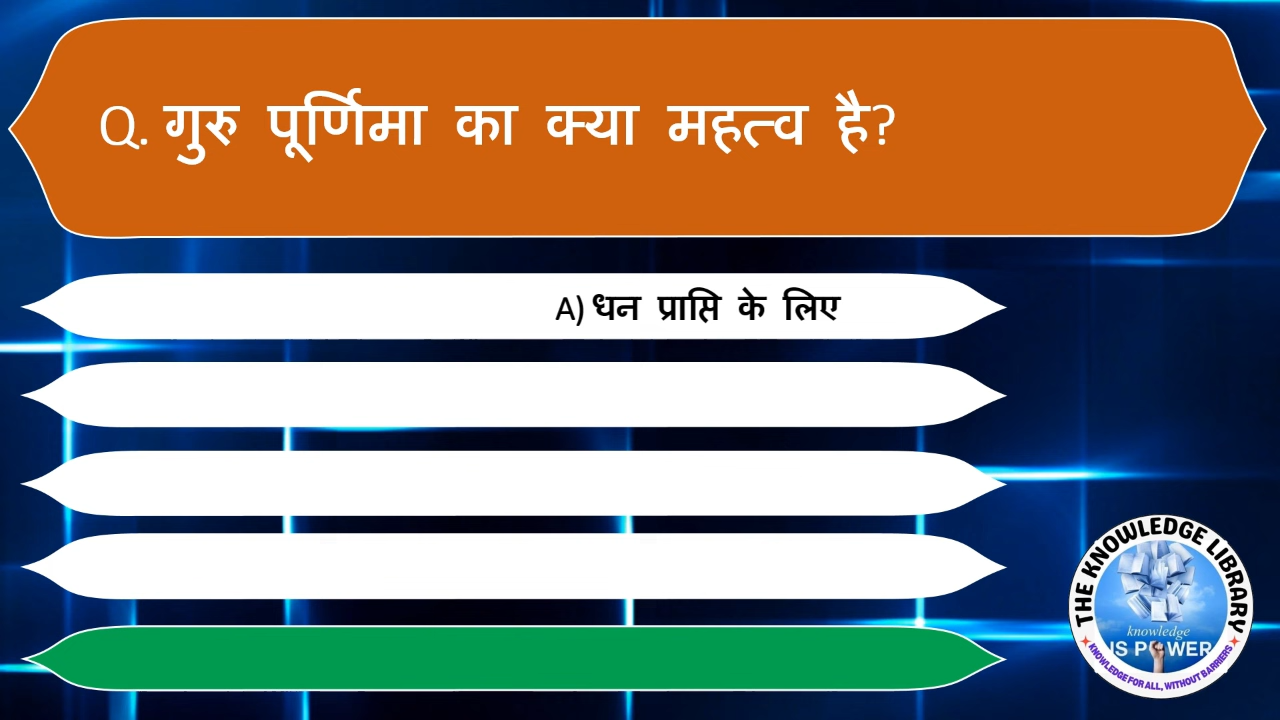 Q. गुरु पूर्णिमा का क्या महत्व है?
A) धन प्राप्ति के लिए
THE KNOWLEDGE LIBRARY
knowledge
IS POWER
KNOWLEDGE FOR ALL, WITHOUT BARRIERS